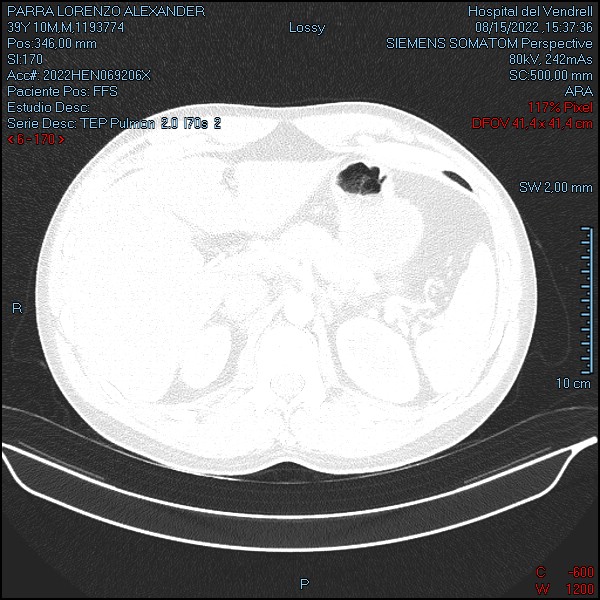 PARRA LORENZO ALEXANDER
39Y 10M,M,1193774
Pos:346,00 mm
SI:170
Acc#: 2022HEN069206X
Paciente Pos: FFS
Estudio Desc:
Serie Desc: TEP Pulmon 2.0 I70s 2
< 6 - 170 >
Lossy
Hospital del Vendrell
08/15/2022 ,15:37:36
SIEMENS SOMATOM Perspective
80kV, 242mAs
SC:500,00 mm
ARA
117% Pixel
DFOV 41,4 x 41,4 cm
SW 2,00 mm
R
10 cm
P
C -600
W 1200